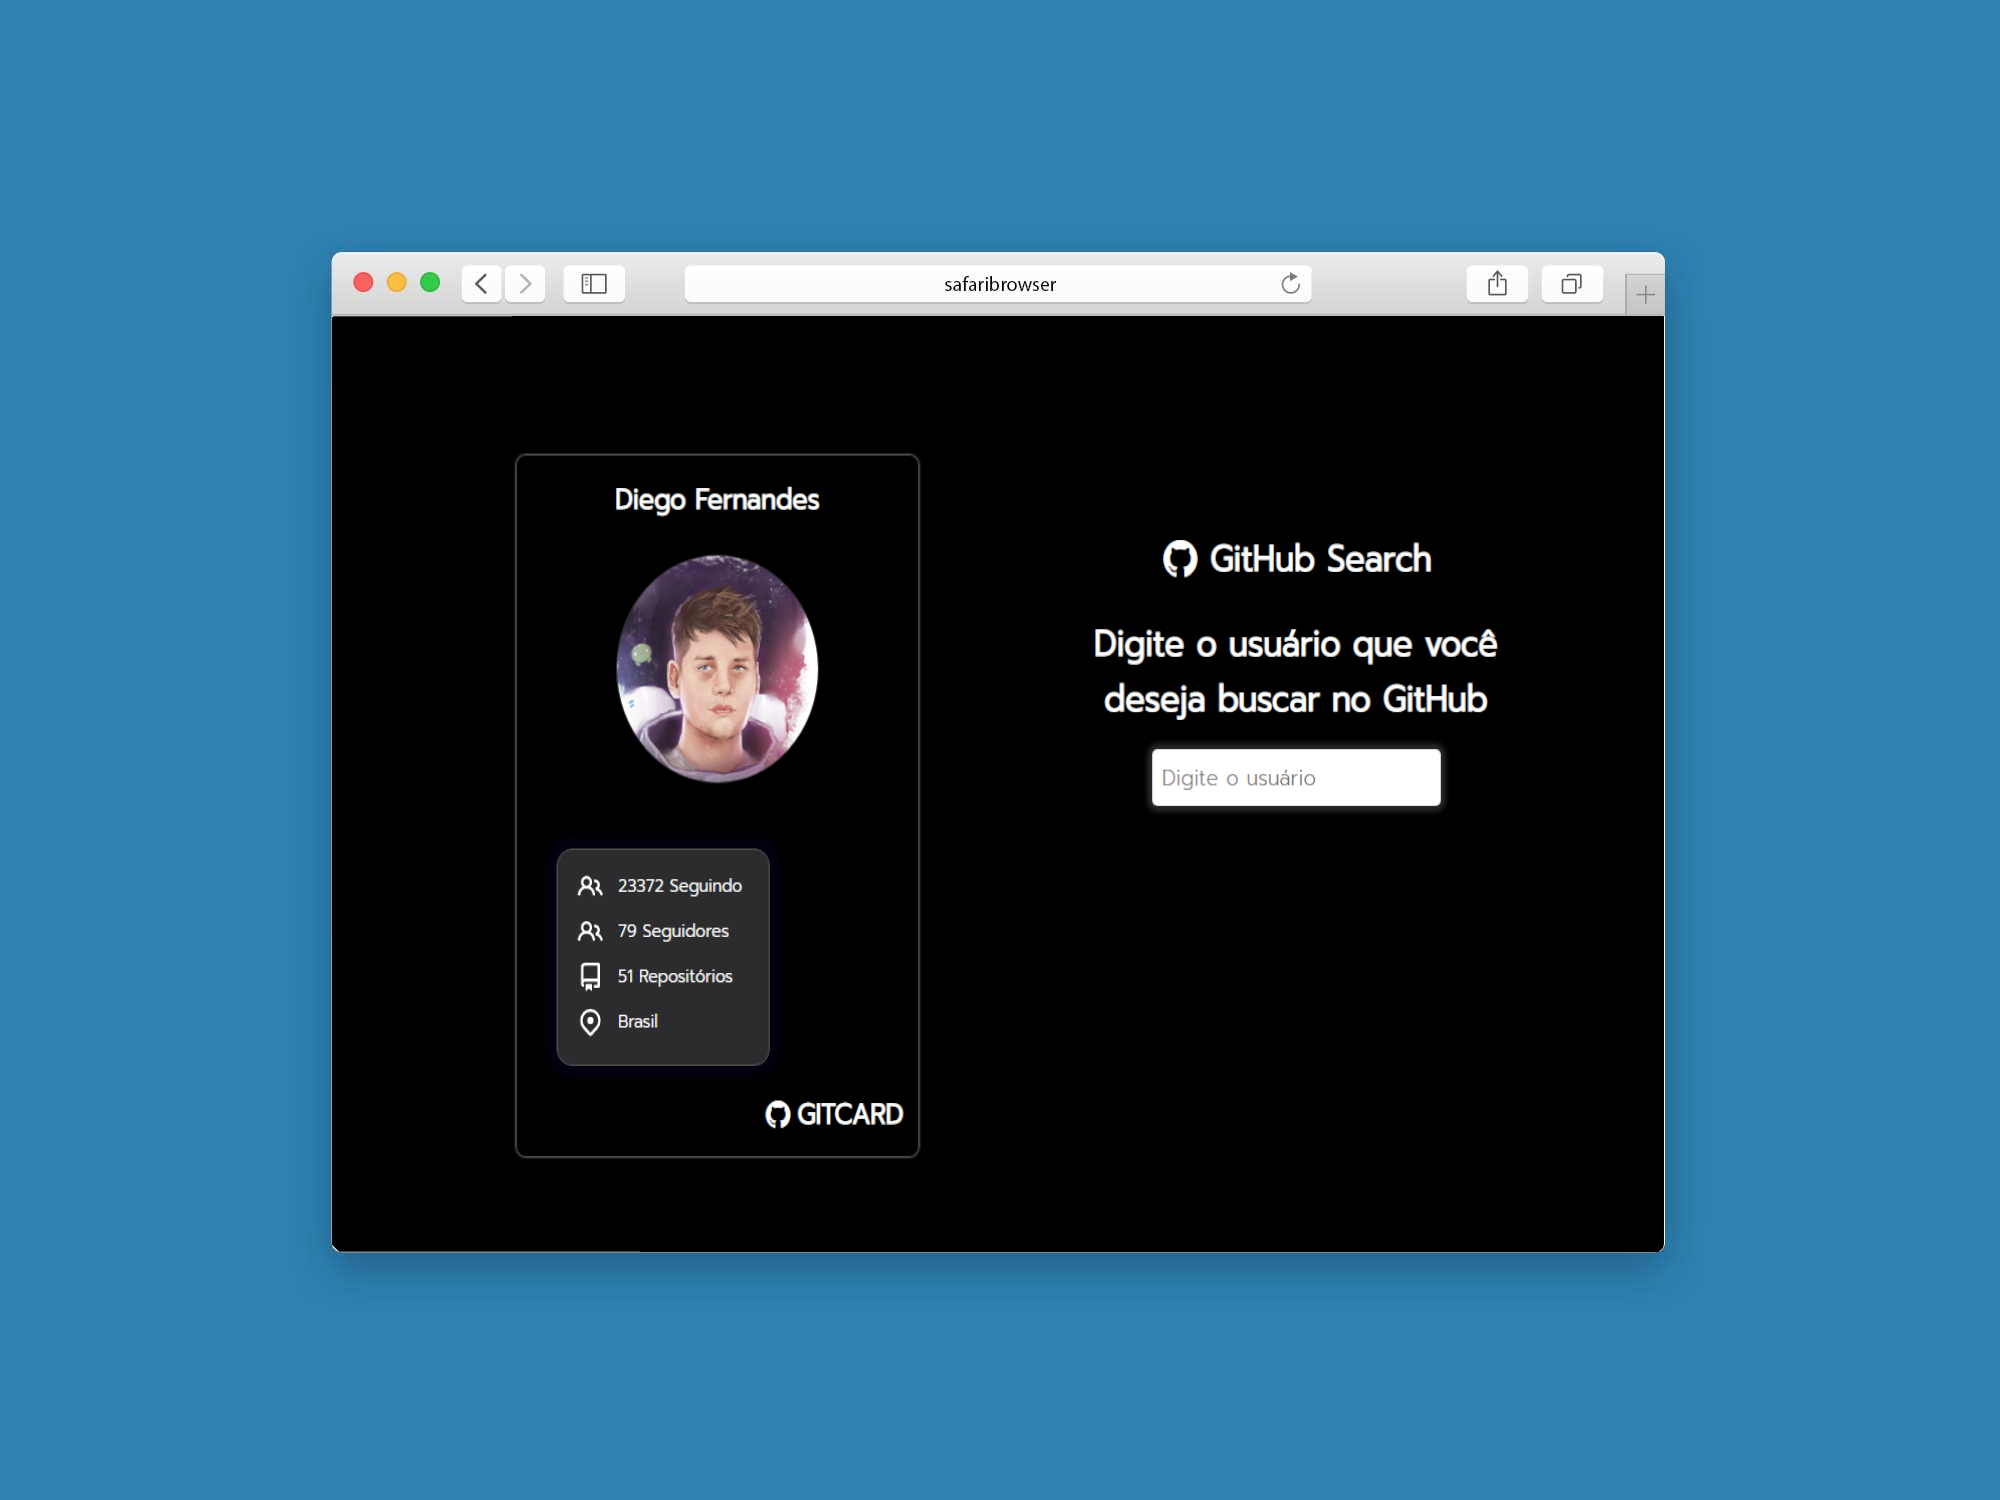 safaribrowser
Diego Fernandes
23372 Seguindo
79 Seguidores
51 Repositórios
Brasil
GITCARD
GitHub Search
Digite o usuário que você
deseja buscar no GitHub
Digite o usuário